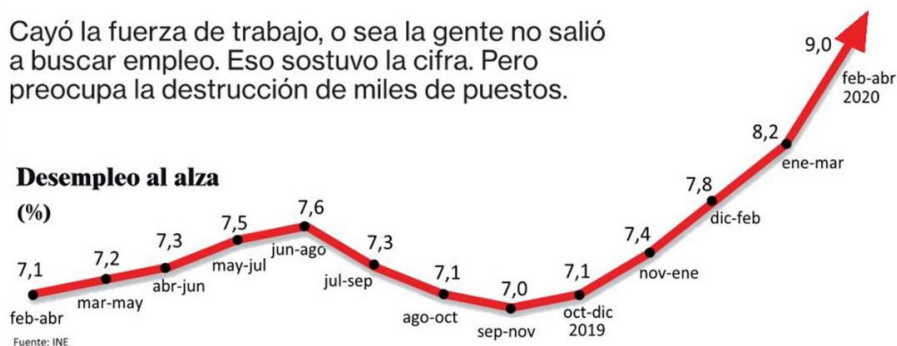 Cayó la fuerza de trabajo, o sea la gente no salió
a buscar empleo. Eso sostuvo la cifra. Pero
preocupa la destrucción de miles de puestos.
Desempleo al alza
(%)
7,1
feb-abr
7,2
mar-may
7,3
abr-jun
7,5
may-jul
7,6
jun-ago
7,3
jul-sep
7,1
ago-oct
7,0
sep-nov
7,1
oct-dic
2019
7,4
nov-ene
7,8
dic-feb
8,2
ene-mar
9,0
feb-abr
2020
Fuente: INE